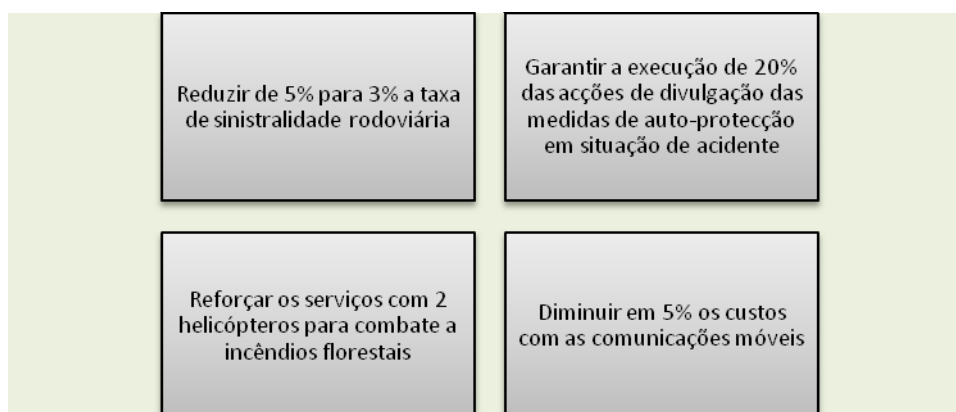 Reduzir de 5% para 3% a taxa
de sinistralidade rodoviária
Garantir a execução de 20%
das acções de divulgação das
medidas de auto-protecção
em situação de acidente
Reforçar os serviços com 2
helicópteros para combate a
incêndios florestais
Diminuir em 5% os custos
com as comunicações móveis